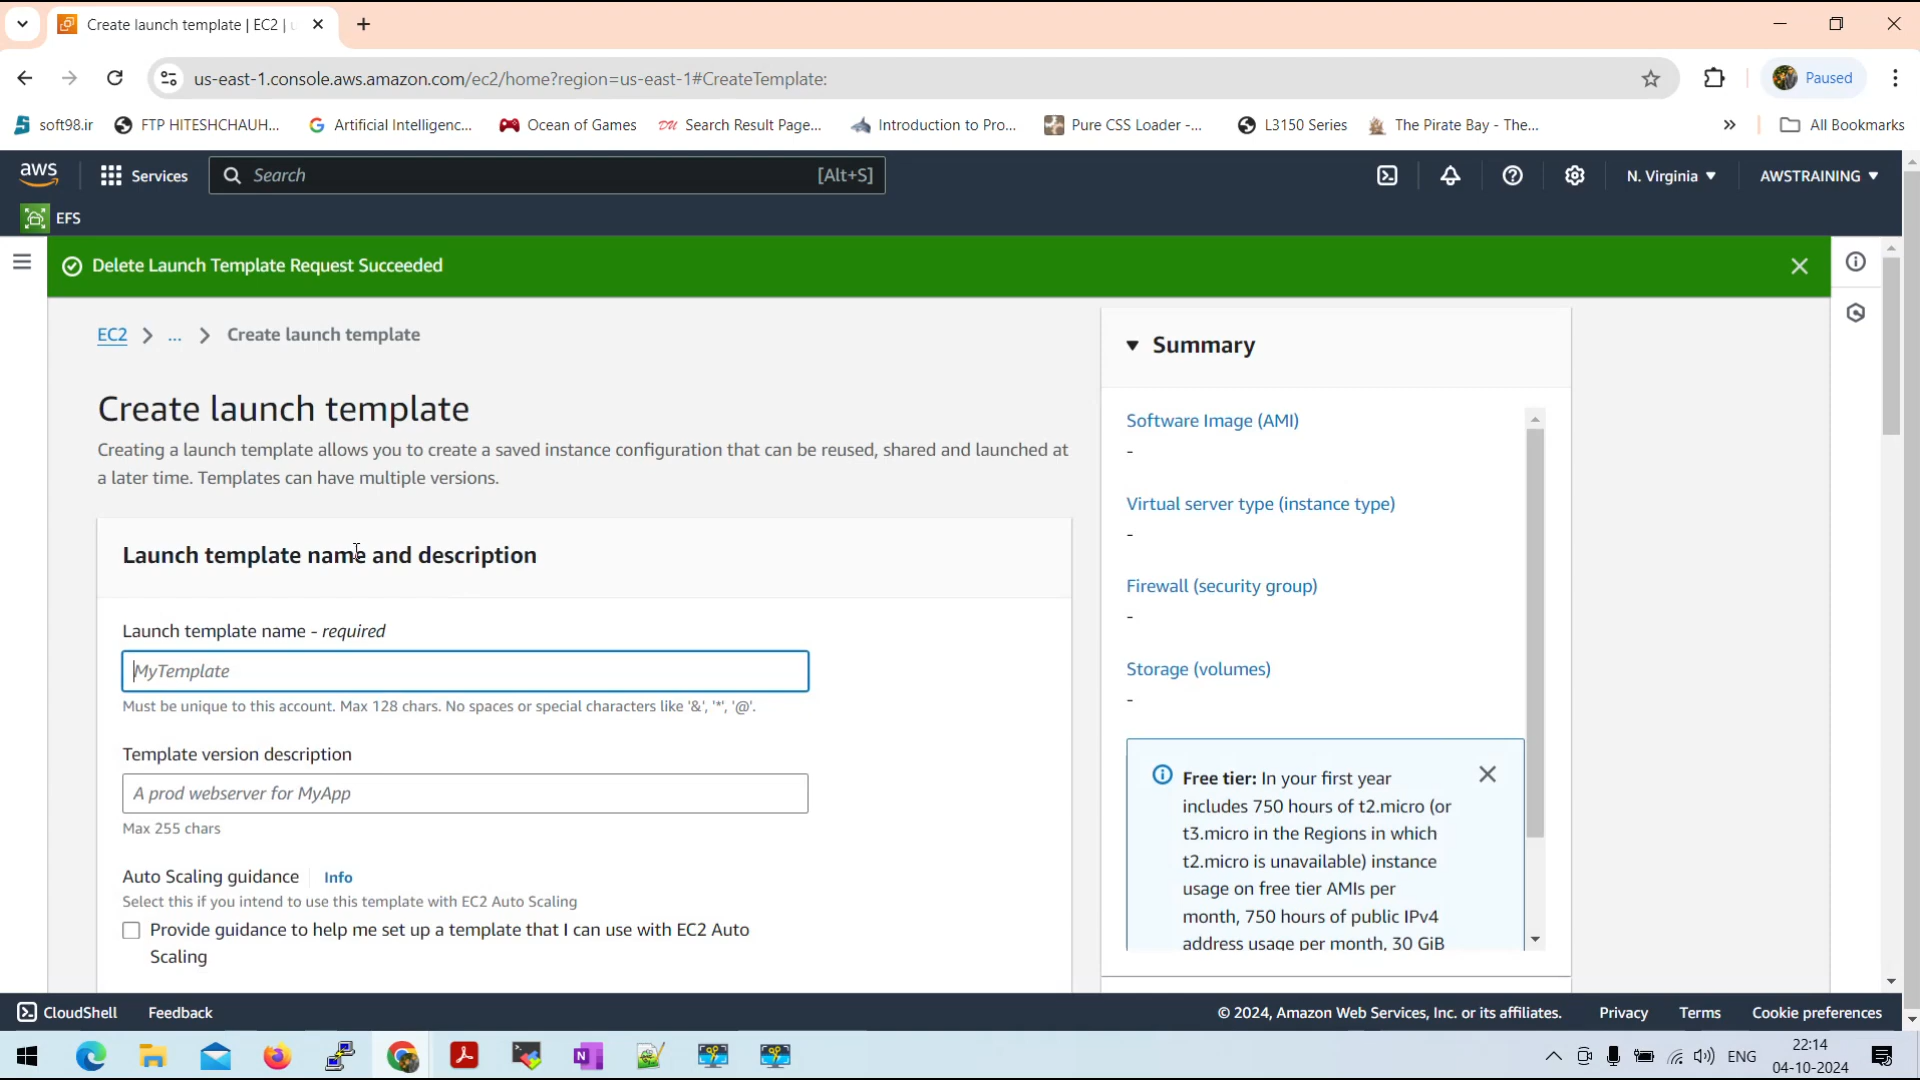 Create launch template | EC2 | u
us-east-1.console.aws.amazon.com/ec2/home?region=us-east-1#CreateTemplate:
Paused
soft98.ir
FTP HITESHCHAUH...
Artificial Intelligenc...
Ocean of Games
DU Search Result Page...
Introduction to Pro...
Pure CSS Loader -...
L3150 Series
The Pirate Bay - The...
»
All Bookmarks
aws
Services
Search
[Alt+S]
N. Virginia
AWSTRAINING
EFS
Delete Launch Template Request Succeeded
EC2
...
Create launch template
Create launch template
Creating a launch template allows you to create a saved instance configuration that can be reused, shared and launched at
a later time. Templates can have multiple versions.
Launch template name and description
Launch template name - required
MyTemplate
Must be unique to this account. Max 128 chars. No spaces or special characters like '&', '*', '@'.
Template version description
A prod webserver for MyApp
Max 255 chars
Auto Scaling guidance
Info
Select this if you intend to use this template with EC2 Auto Scaling
Provide guidance to help me set up a template that I can use with EC2 Auto
Scaling
Summary
Software Image (AMI)
-
Virtual server type (instance type)
-
Firewall (security group)
-
Storage (volumes)
-
Free tier: In your first year
includes 750 hours of t2.micro (or
t3.micro in the Regions in which
t2.micro is unavailable) instance
usage on free tier AMIs per
month, 750 hours of public IPv4
address usage per month, 30 GiB
CloudShell
Feedback
© 2024, Amazon Web Services, Inc. or its affiliates.
Privacy
Terms
Cookie preferences
ENG
22:14
04-10-2024